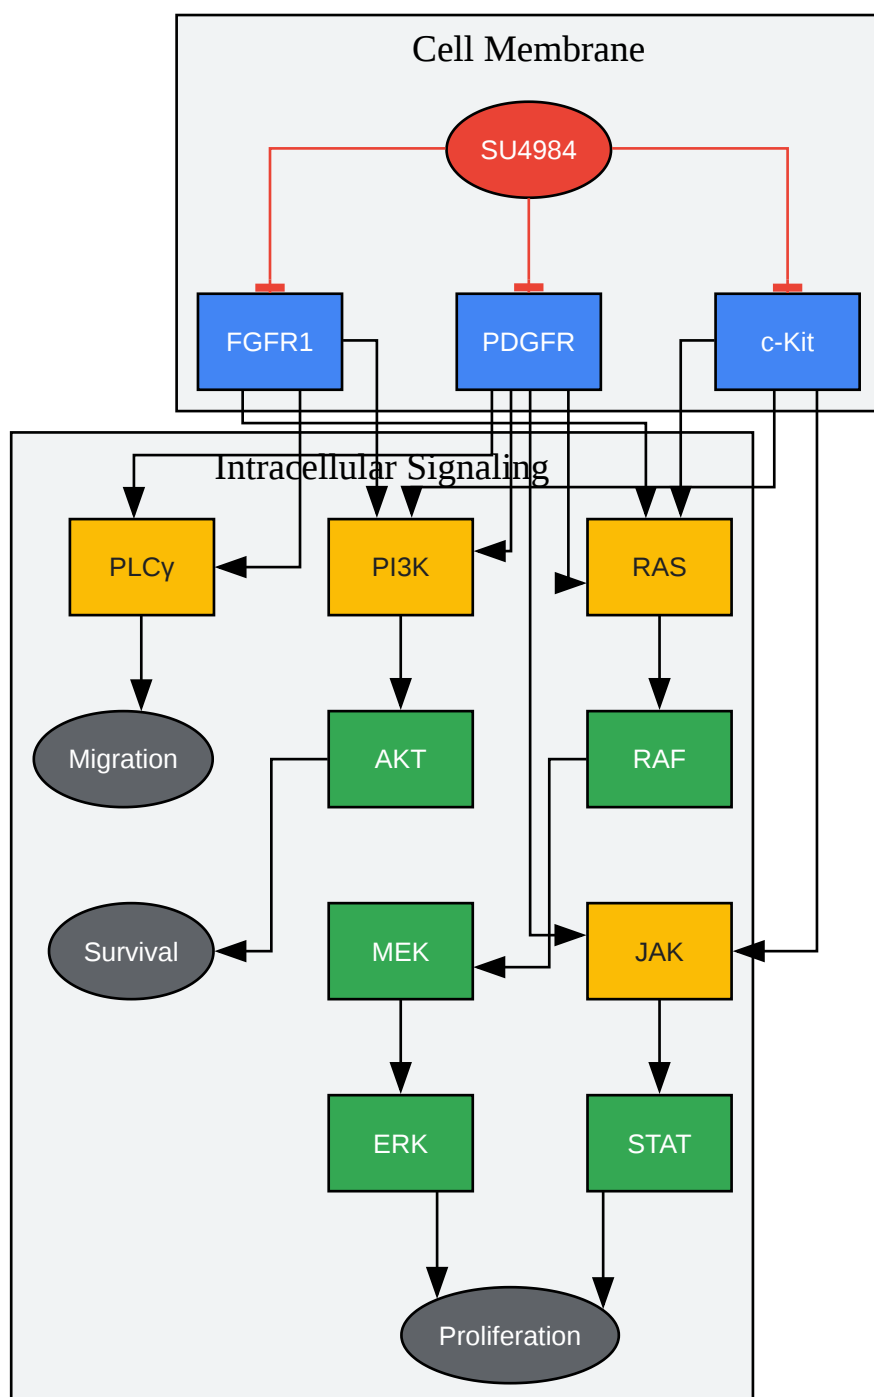 Cell Membrane
SU4984
FGFR1
PDGFR
c-Kit
Intracellular Signaling
PLCγ
PI3K
RAS
Migration
AKT
RAF
Survival
MEK
JAK
ERK
STAT
Proliferation